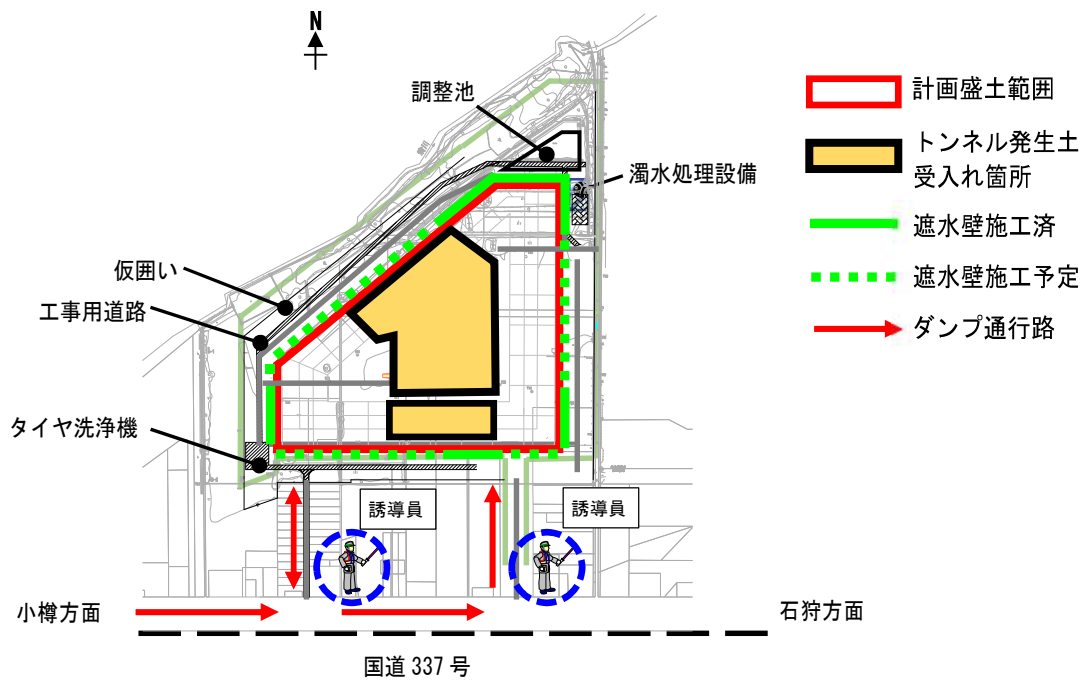 N
調整池
濁水処理設備
仮囲い
工事用道路
タイヤ洗浄機
計画盛土範囲
トンネル発生土
受入れ箇所
遮水壁施工済
遮水壁施工予定
ダンプ通行路
誘導員
誘導員
小樽方面
石狩方面
国道 337 号